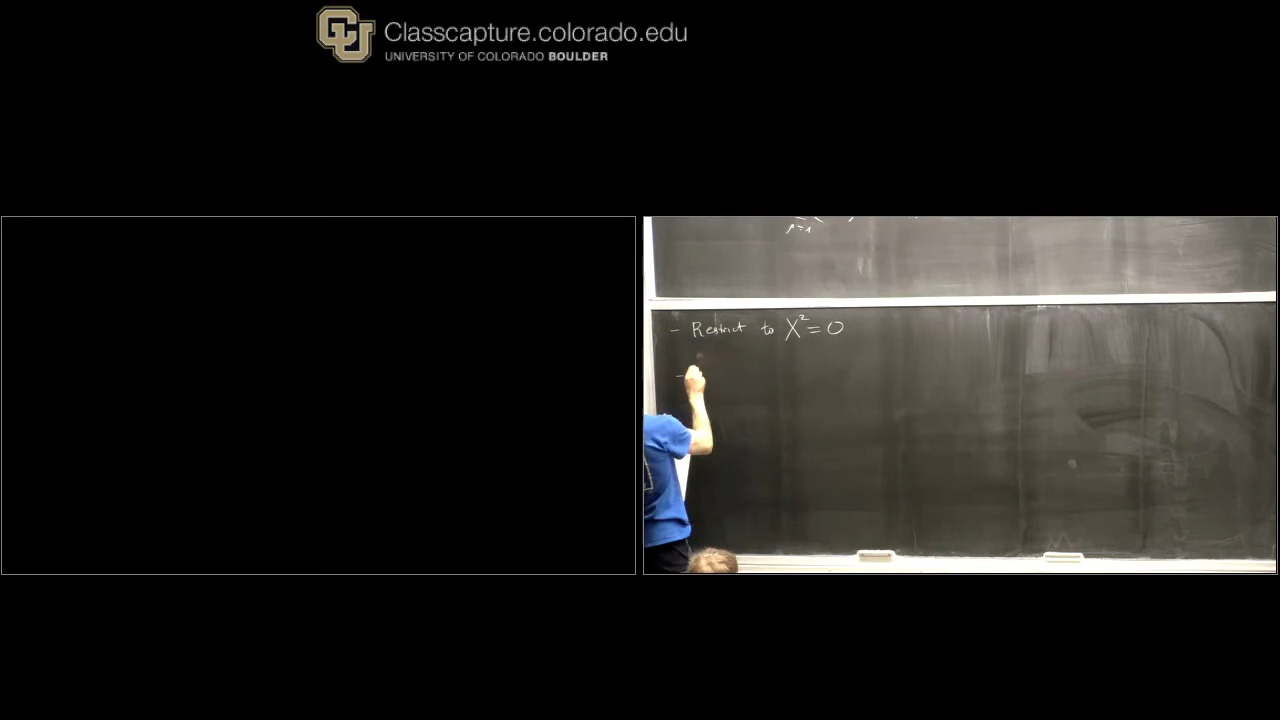 Classcapture.colorado.edu
UNIVERSITY OF COLORADO BOULDER
- Restrict to X² = 0